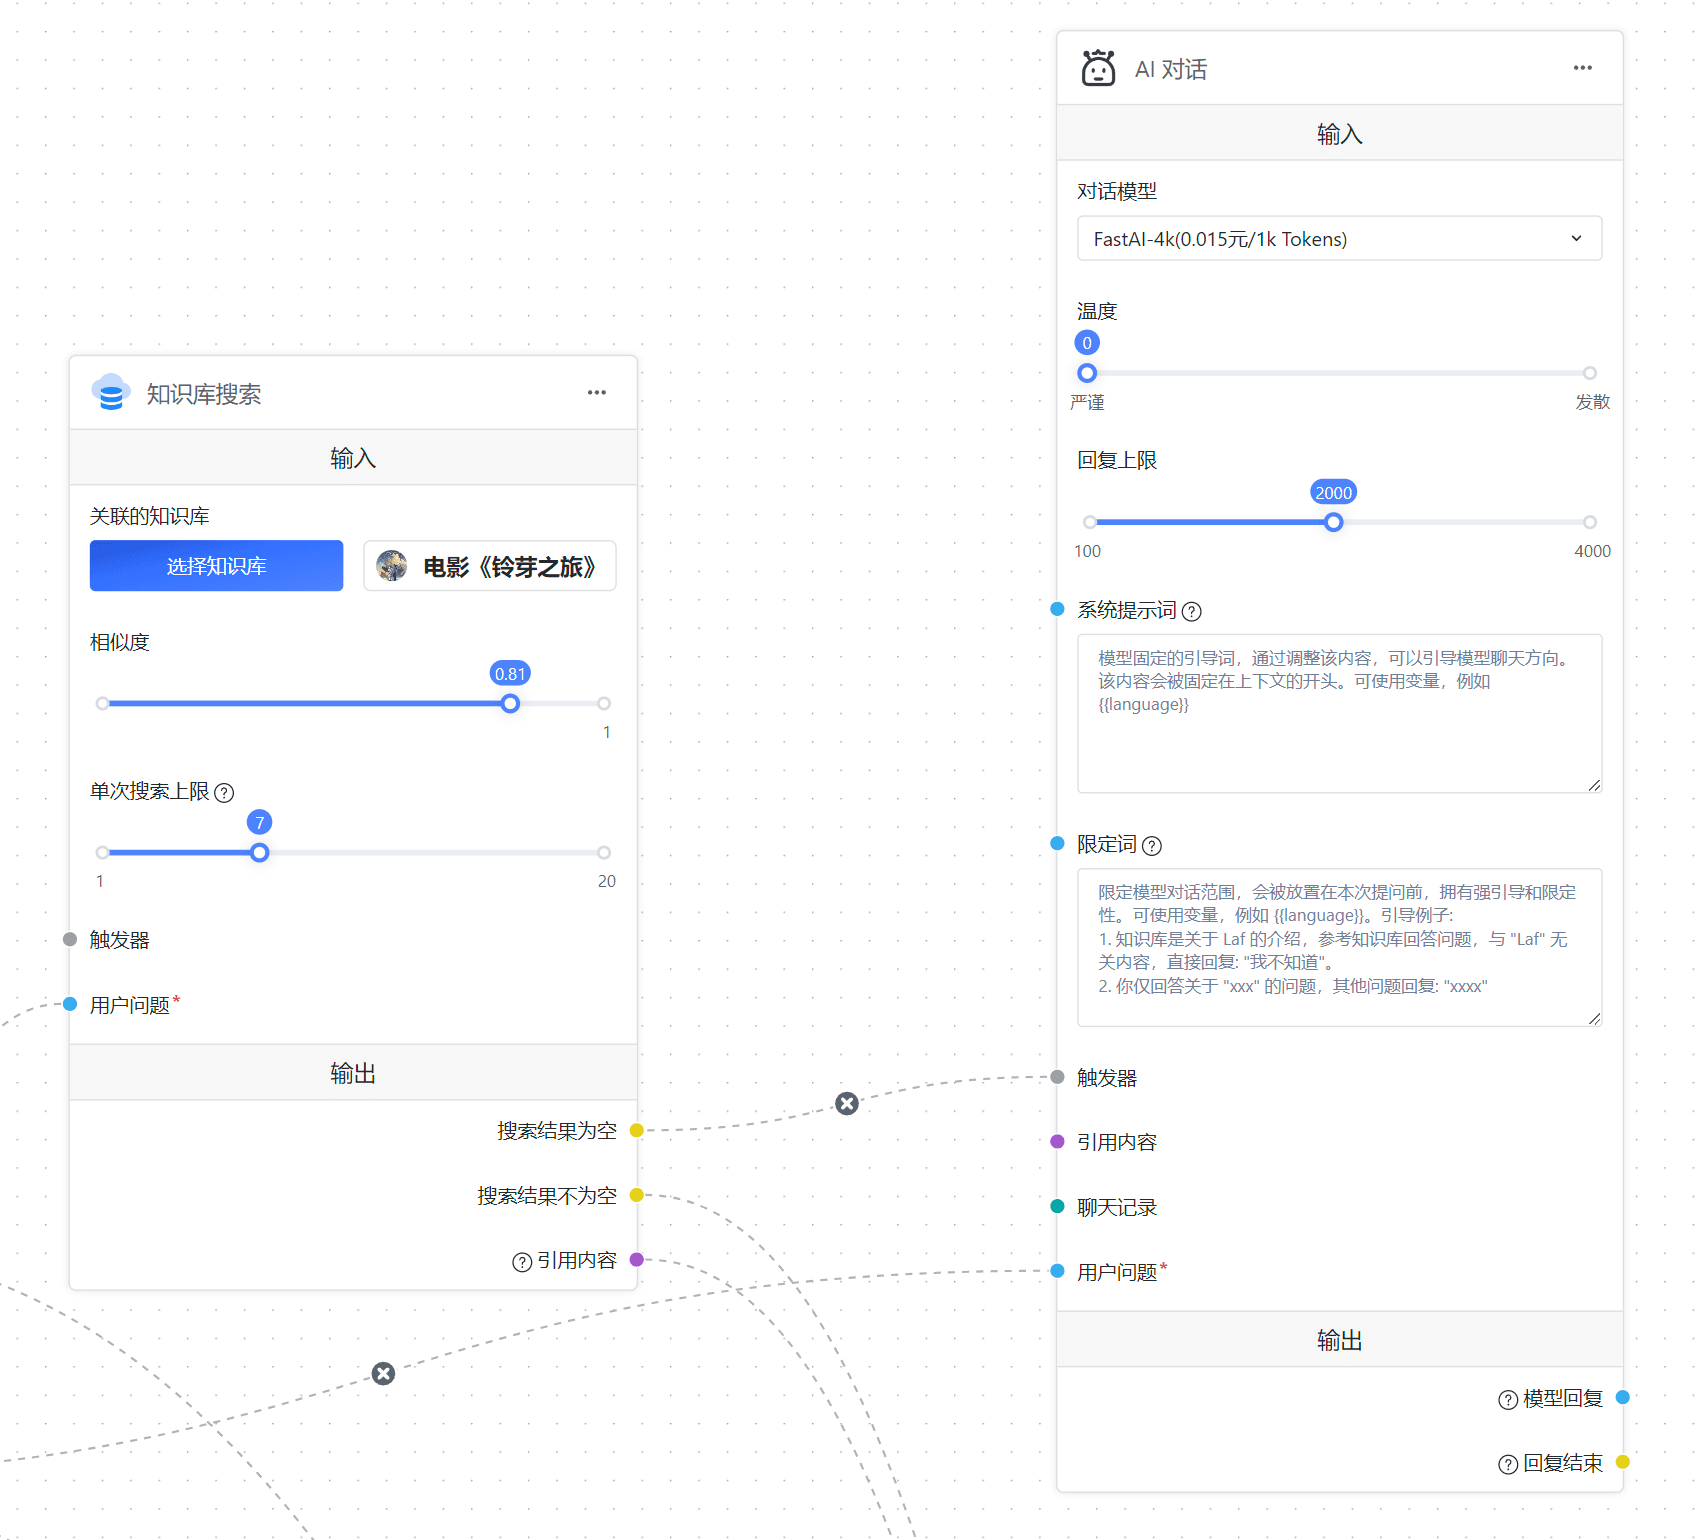 知识库搜索
输入
关联的知识库
选择知识库
电影《铃芽之旅》
相似度
0.81
1
单次搜索上限
7
1
20
触发器
用户问题*
输出
搜索结果为空
搜索结果不为空
引用内容
AI 对话
输入
对话模型
FastAI-4k(0.015元/1k Tokens)
温度
0
严谨
发散
回复上限
2000
100
4000
系统提示词
模型固定的引导词，通过调整该内容，可以引导模型聊天方向。
该内容会被固定在上下文的开头。可使用变量，例如
{{language}}
限定词
限定模型对话范围，会被放置在本次提问前，拥有强引导和限定
性。可使用变量，例如 {{language}}。引导例子:
1. 知识库是关于 Laf 的介绍，参考知识库回答问题，与 "Laf" 无
关内容，直接回复: "我不知道"。
2. 你仅回答关于 "xxx" 的问题，其他问题回复: "xxxx"
触发器
引用内容
聊天记录
用户问题*
输出
模型回复
回复结束